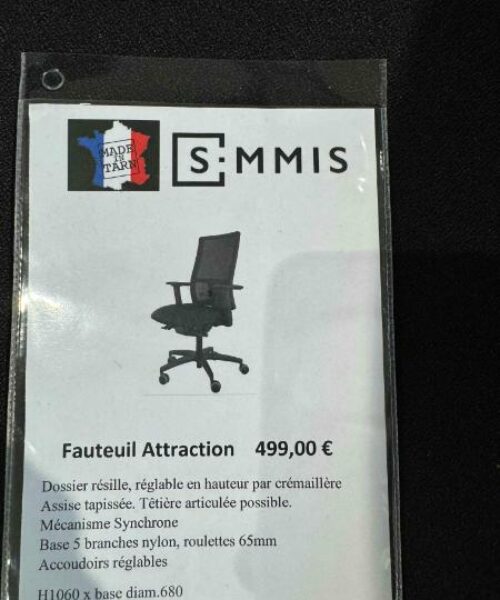 MADE
IN
TARN
S:MMIS
Fauteuil Attraction 499,00 €
Dossier résille, réglable en hauteur par crémaillère
Assise tapissée. Têtière articulée possible.
Mécanisme Synchrone
Base 5 branches nylon, roulettes 65mm
Accoudoirs réglables
H1060 x base diam.680